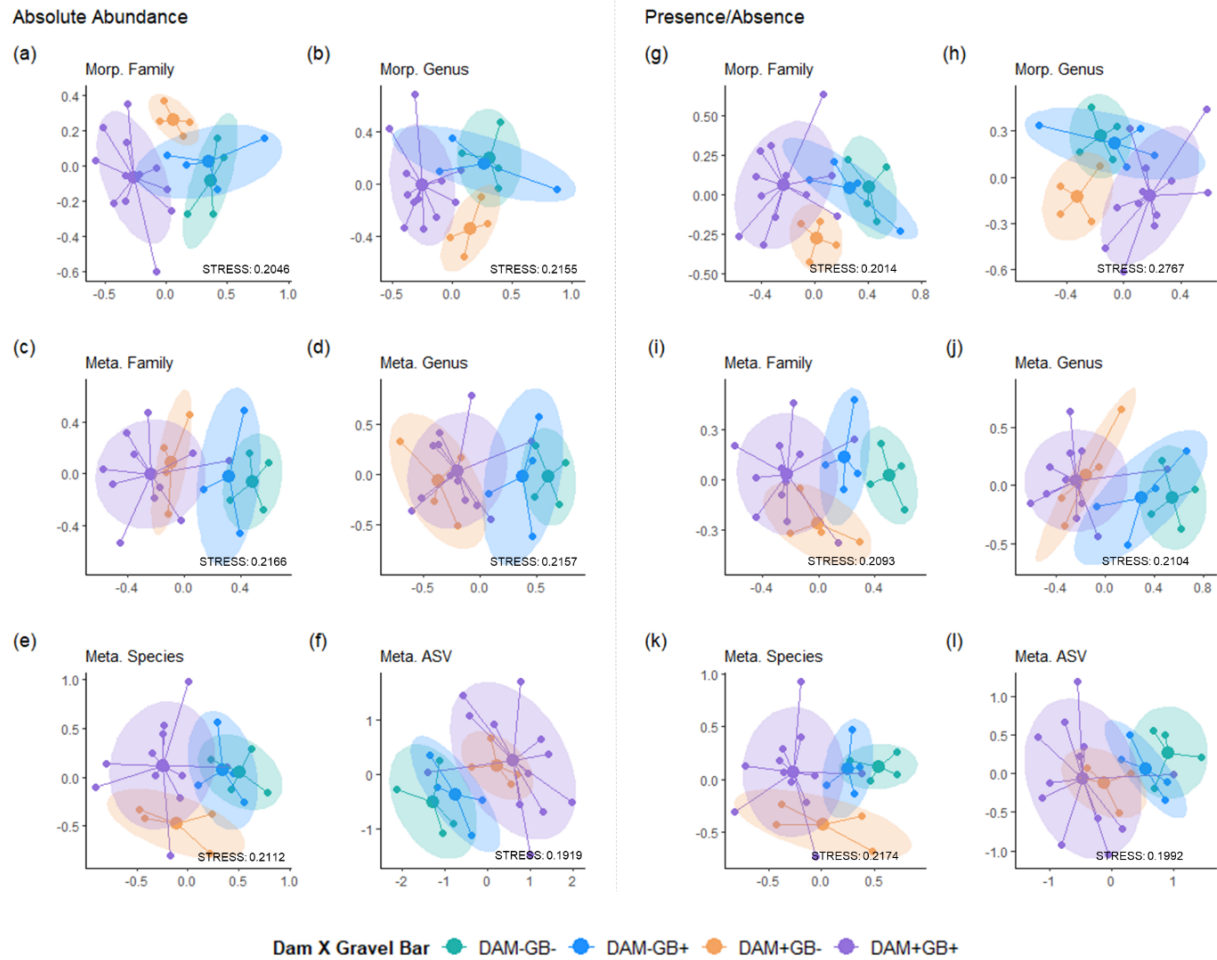 Absolute Abundance
Presence/Absence
(a)
Morp. Family
0.4
0.2
0.0
-0.2
-0.4
-0.6
-0.5
0.0
0.5
1.0
STRESS: 0.2046
(b)
Morp. Genus
0.4
0.0
-0.4
-0.5
0.0
0.5
1.0
STRESS: 0.2155
(g)
Morp. Family
0.50
0.25
0.00
-0.25
-0.50
-0.4
0.0
0.4
0.8
STRESS: 0.2014
(h)
Morp. Genus
0.3
0.0
-0.3
-0.6
-0.4
0.0
0.4
STRESS: 0.2767
(c)
Meta. Family
0.4
0.0
-0.4
-0.4
0.0
0.4
STRESS: 0.2166
(d)
Meta. Genus
0.5
0.0
-0.5
-0.5
0.0
0.5
STRESS: 0.2157
(i)
Meta. Family
0.3
0.0
-0.3
-0.4
0.0
0.4
STRESS: 0.2093
(j)
Meta. Genus
0.5
0.0
-0.5
-0.4
0.0
0.4
0.8
STRESS: 0.2104
(e)
Meta. Species
1.0
0.5
0.0
-0.5
-0.5
0.0
0.5
1.0
STRESS: 0.2112
(f)
Meta. ASV
1
0
-1
-2
-1
0
1
2
STRESS: 0.1919
(k)
Meta. Species
1.0
0.5
0.0
-0.5
-0.5
0.0
0.5
STRESS: 0.2174
(l)
Meta. ASV
1.0
0.5
0.0
-0.5
-1.0
-1
0
1
STRESS: 0.1992
Dam X Gravel Bar DAM-GB- DAM-GB+ DAM+GB- DAM+GB+